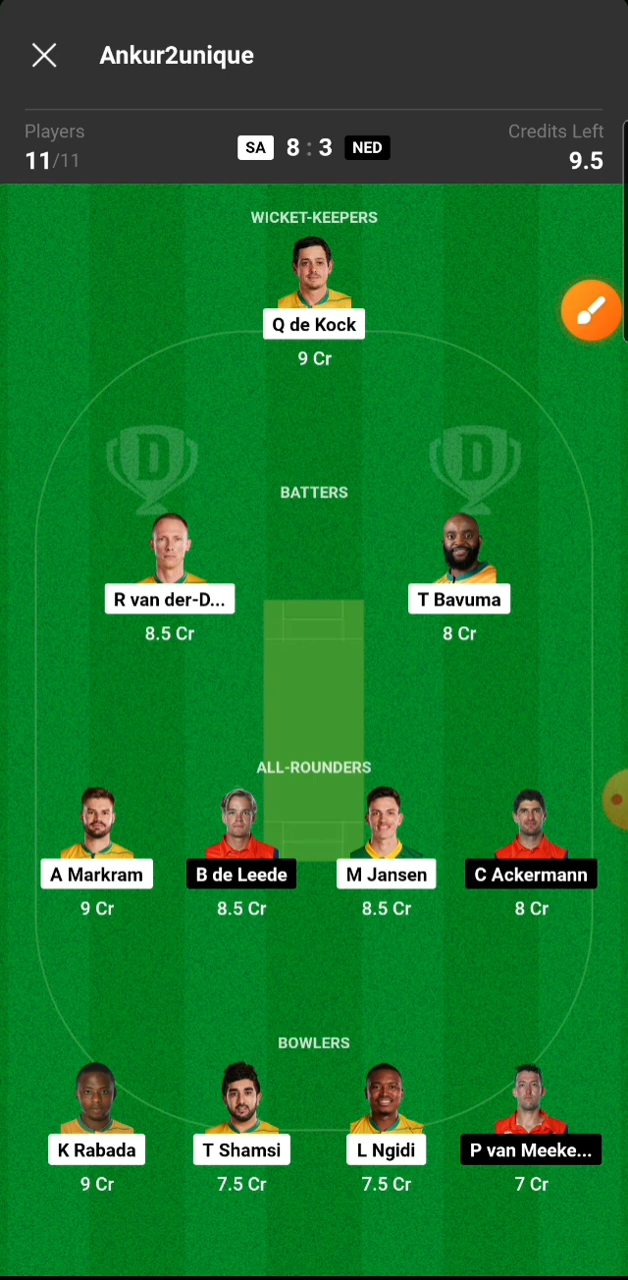 Ankur2unique
Players
11/11
SA 8 : 3 NED
Credits Left
9.5
WICKET-KEEPERS
Q de Kock
9 Cr
D D
BATTERS
R van der-D... T Bavuma
8.5 Cr 8 Cr
ALL-ROUNDERS
A Markram B de Leede M Jansen C Ackermann
9 Cr 8.5 Cr 8.5 Cr 8 Cr
BOWLERS
K Rabada T Shamsi L Ngidi P van Meeke...
9 Cr 7.5 Cr 7.5 Cr 7 Cr